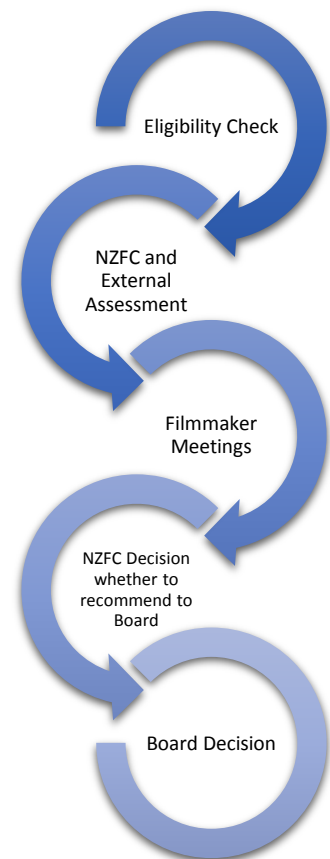 Eligibility Check
NZFC and
External
Assessment
Filmmaker
Meetings
NZFC Decision
whether to
recommend to
Board
Board Decision